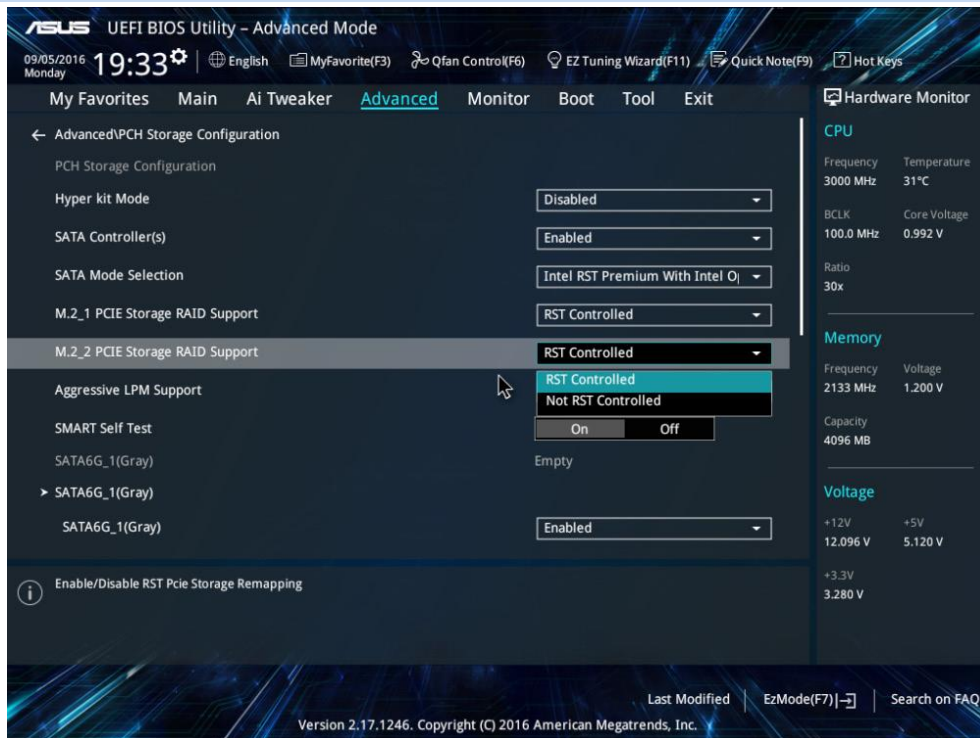 ASUS UEFI BIOS Utility – Advanced Mode
09/05/2016 Monday 19:33 English MyFavorite(F3) Qfan Control(F6) EZ Tuning Wizard(F11) Quick Note(F9) ? Hot Keys
My Favorites Main Ai Tweaker Advanced Monitor Boot Tool Exit
← Advanced\PCH Storage Configuration
PCH Storage Configuration
Hyper kit Mode Disabled
SATA Controller(s) Enabled
SATA Mode Selection Intel RST Premium With Intel
M.2_1 PCIE Storage RAID Support RST Controlled
M.2_2 PCIE Storage RAID Support RST Controlled
RST Controlled
Not RST Controlled
Aggressive LPM Support
SMART Self Test On Off
SATA6G_1(Gray) Empty
> SATA6G_1(Gray)
SATA6G_1(Gray) Enabled
Enable/Disable RST Pcie Storage Remapping
Hardware Monitor
CPU
Frequency Temperature
3000 MHz 31°C
BCLK Core Voltage
100.0 MHz 0.992 V
Ratio
30x
Memory
Frequency Voltage
2133 MHz 1.200 V
Capacity
4096 MB
Voltage
+12V +5V
12.096 V 5.120 V
+3.3V
3.280 V
Last Modified EzMode(F7) Search on FAQ
Version 2.17.1246. Copyright (C) 2016 American Megatrends, Inc.